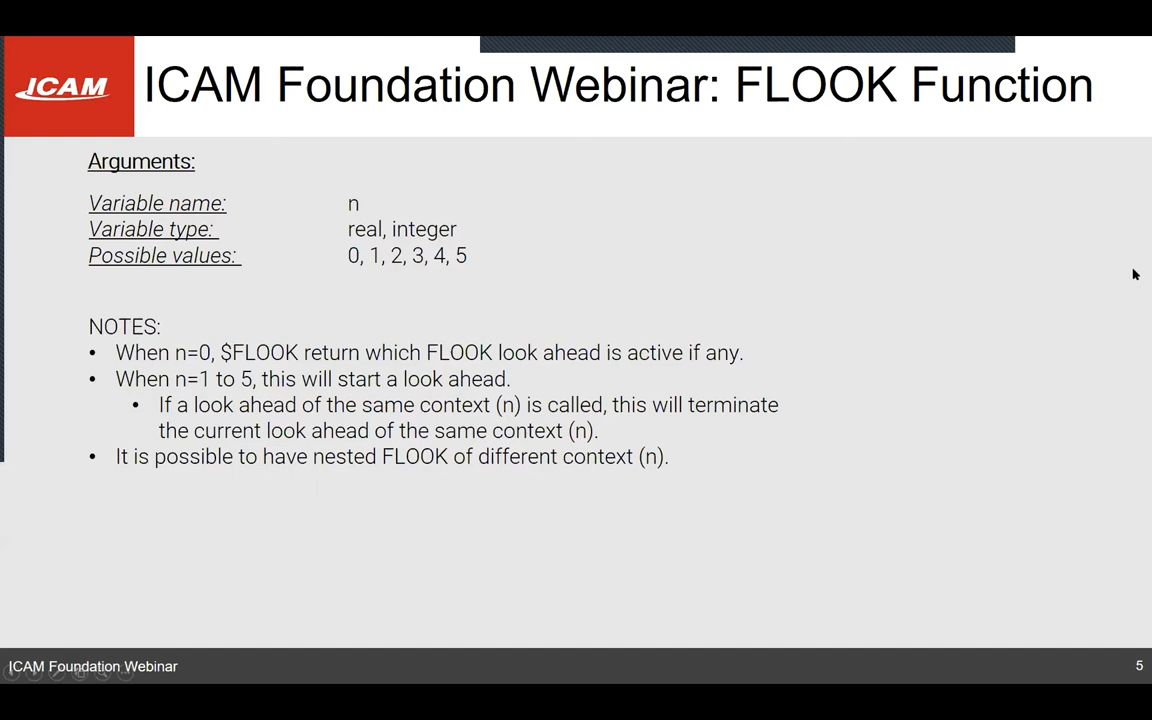 ICAM
ICAM Foundation Webinar: FLOOK Function
Arguments:
Variable name: n
Variable type: real, integer
Possible values: 0, 1, 2, 3, 4, 5
NOTES:
• When n=0, $FLOOK return which FLOOK look ahead is active if any.
• When n=1 to 5, this will start a look ahead.
• If a look ahead of the same context (n) is called, this will terminate
the current look ahead of the same context (n).
• It is possible to have nested FLOOK of different context (n).
ICAM Foundation Webinar
5